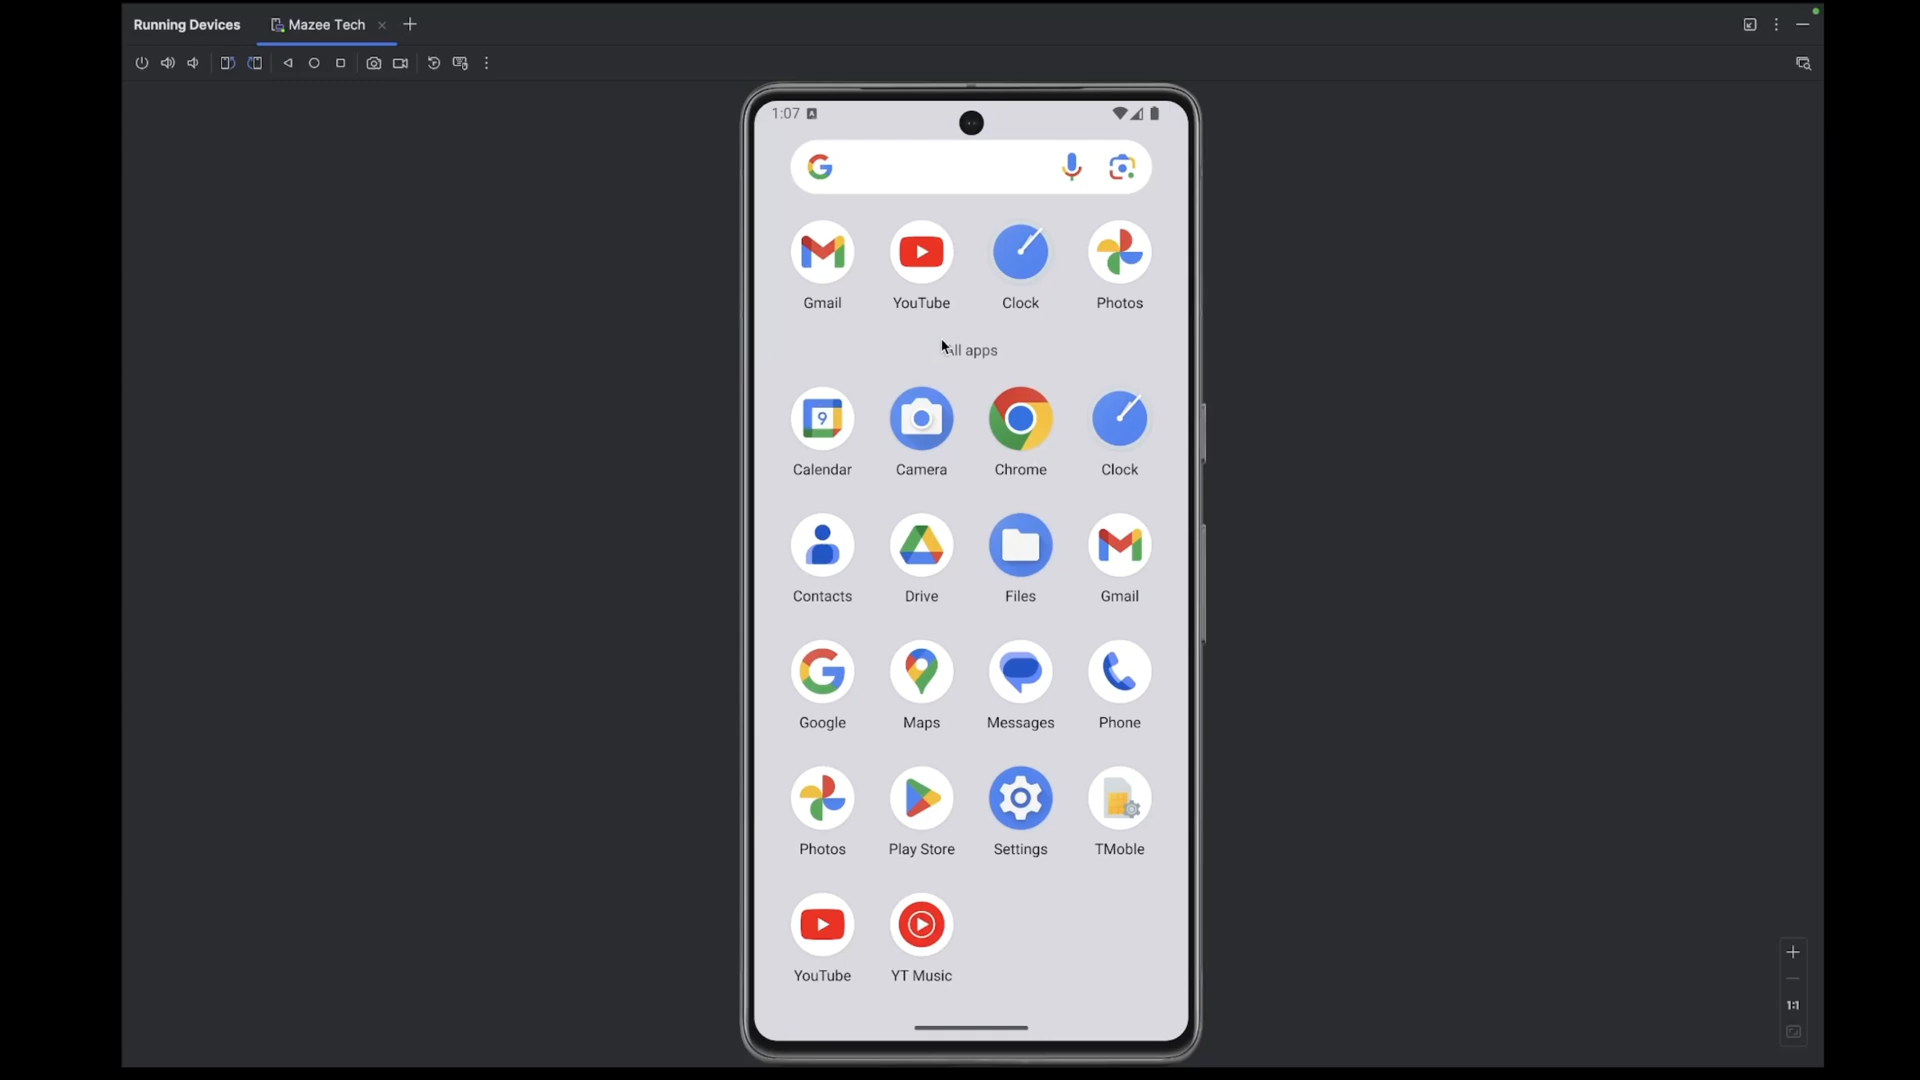 Running Devices Mazee Tech
1:07
Gmail YouTube Clock Photos
All apps
9
Calendar Camera Chrome Clock
Contacts Drive Files Gmail
Google Maps Messages Phone
Photos Play Store Settings TMoble
YouTube YT Music
1:1